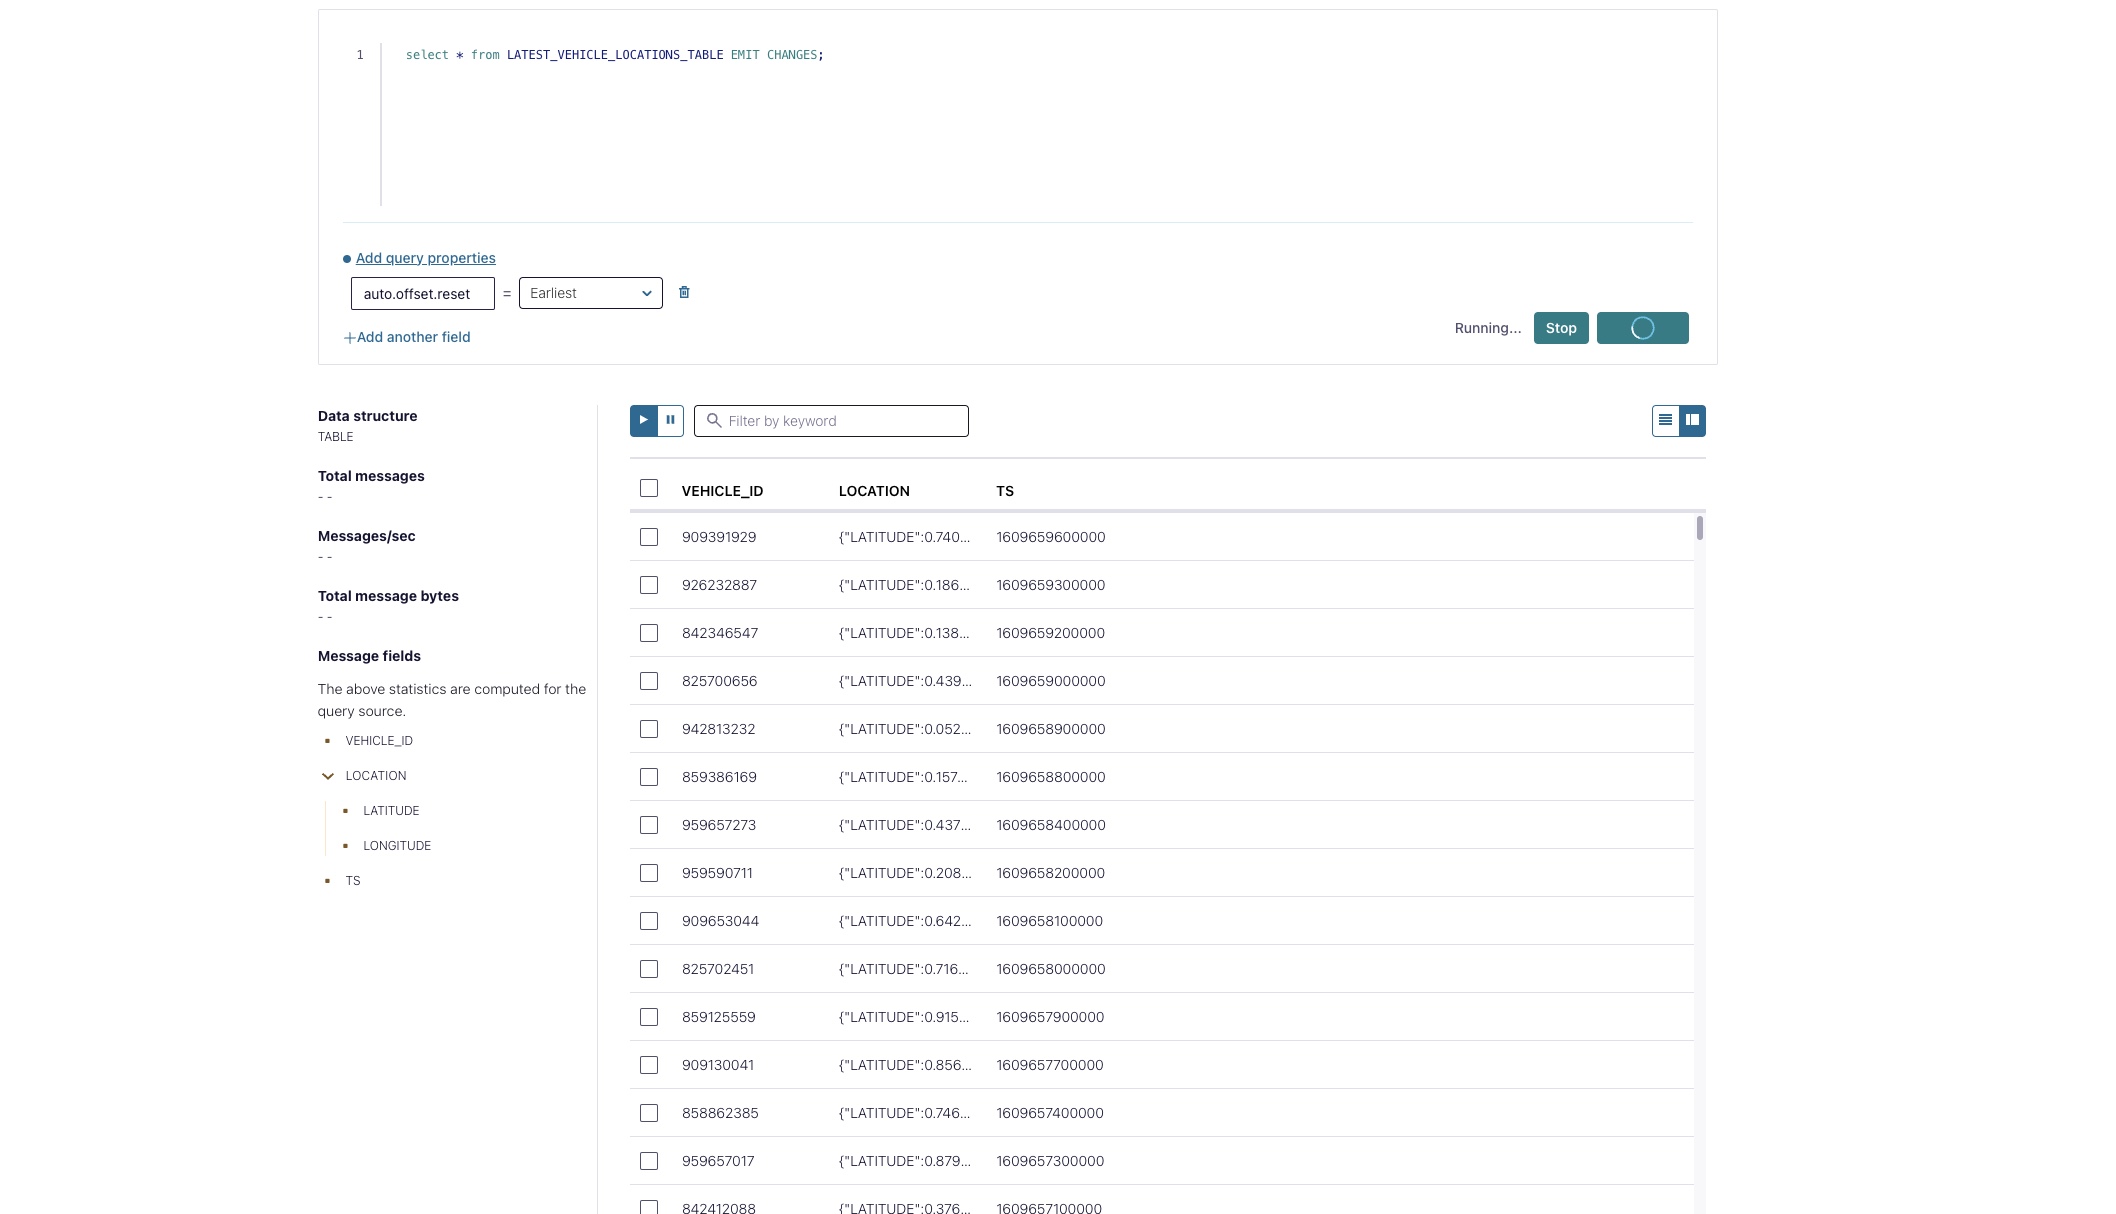 1 select * from LATEST_VEHICLE_LOCATIONS_TABLE EMIT CHANGES;
Add query properties
auto.offset.reset = Earliest
Add another field
Running... Stop
Data structure
TABLE
Total messages
- -
Messages/sec
- -
Total message bytes
- -
Message fields
The above statistics are computed for the
query source.
VEHICLE_ID
LOCATION
LATITUDE
LONGITUDE
TS
Filter by keyword
VEHICLE_ID LOCATION TS
909391929 {"LATITUDE":0.740... 1609659600000
926232887 {"LATITUDE":0.186... 1609659300000
842346547 {"LATITUDE":0.138... 1609659200000
825700656 {"LATITUDE":0.439... 1609659000000
942813232 {"LATITUDE":0.052... 1609658900000
859386169 {"LATITUDE":0.157... 1609658800000
959657273 {"LATITUDE":0.437... 1609658400000
959590711 {"LATITUDE":0.208... 1609658200000
909653044 {"LATITUDE":0.642... 1609658100000
825702451 {"LATITUDE":0.716... 1609658000000
859125559 {"LATITUDE":0.915... 1609657900000
909130041 {"LATITUDE":0.856... 1609657700000
858862385 {"LATITUDE":0.746... 1609657400000
959657017 {"LATITUDE":0.879... 1609657300000
842412088 {"LATITUDE":0.376... 1609657100000